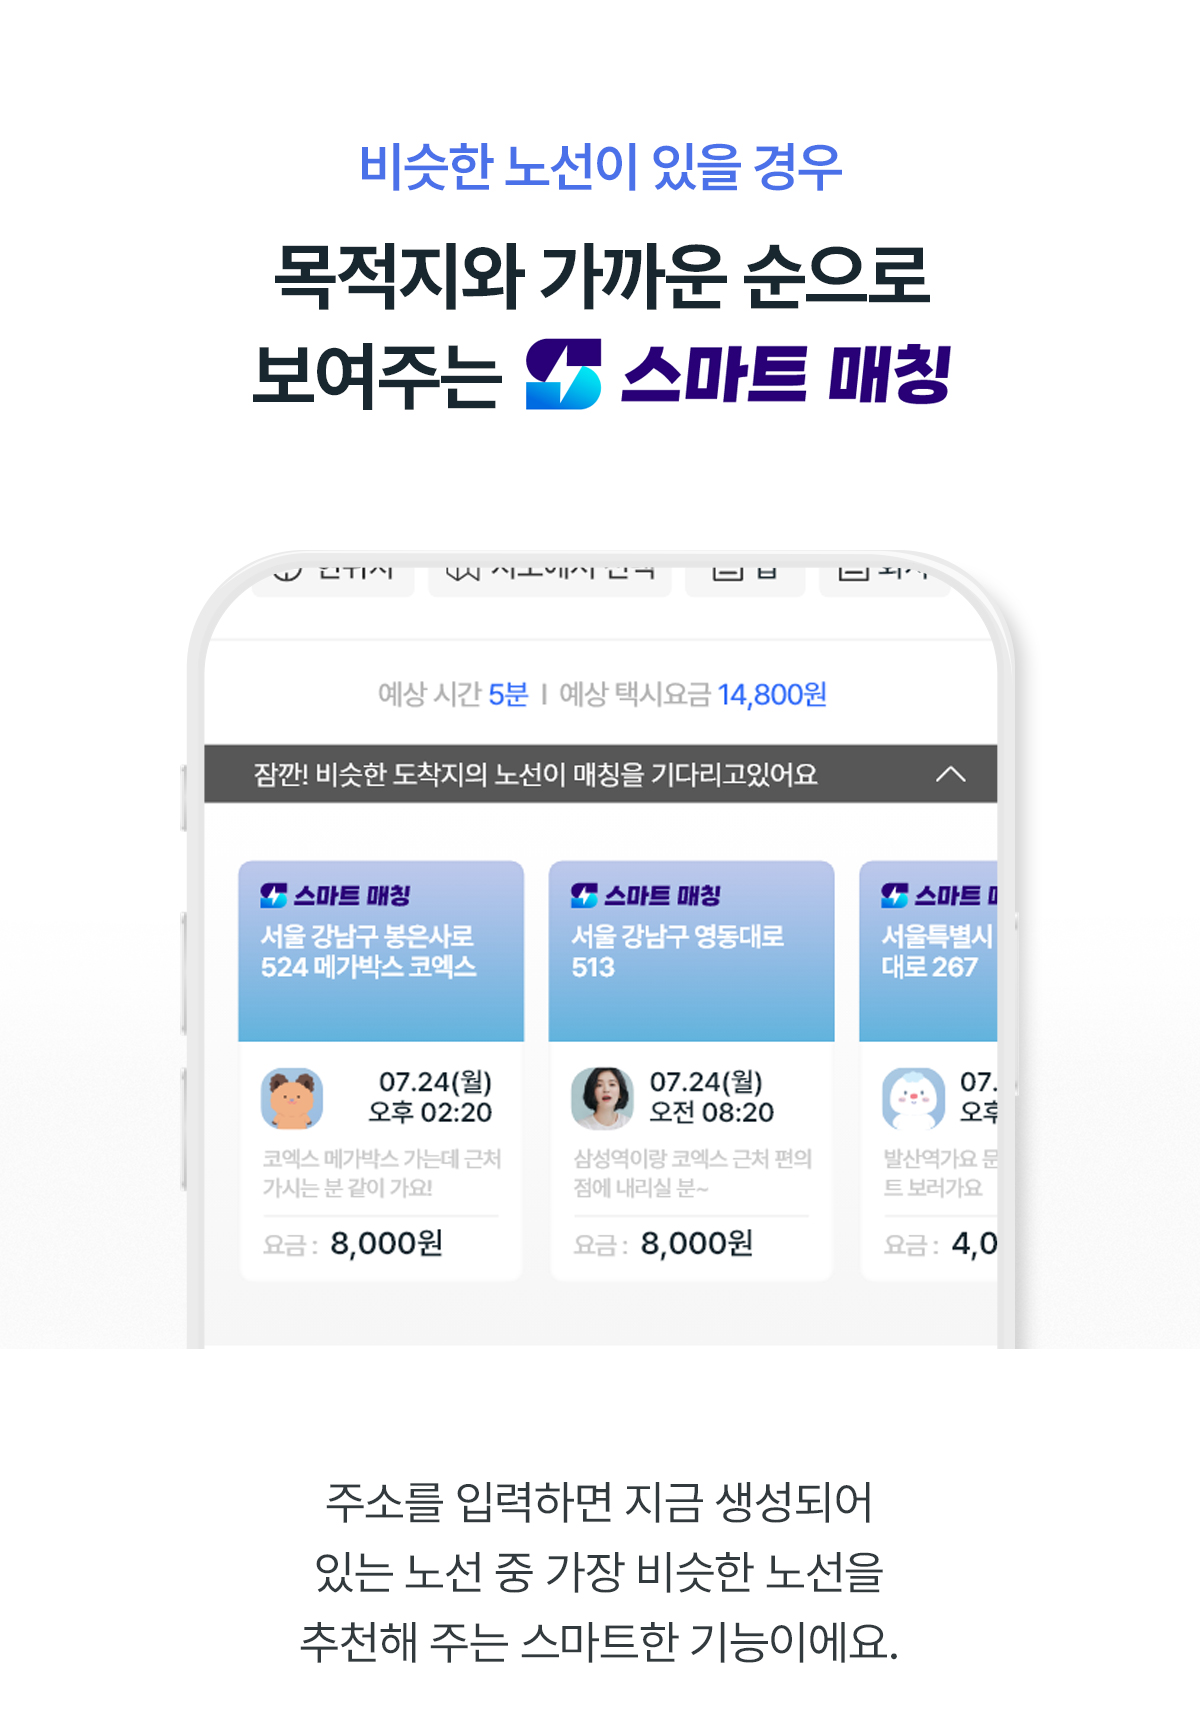 비슷한 노선이 있을 경우
목적지와 가까운 순으로
보여주는 스마트 매칭
예상 시간 5분 | 예상 택시요금 14,800원
잠깐! 비슷한 도착지의 노선이 매칭을 기다리고있어요
스마트 매칭
서울 강남구 봉은사로
524 메가박스 코엑스
07.24(월)
오후 02:20
코엑스 메가박스 가는데 근처
가시는 분 같이 가요!
요금 : 8,000원
스마트 매칭
서울 강남구 영동대로
513
07.24(월)
오전 08:20
삼성역이랑 코엑스 근처 편의
점에 내리실 분~
요금 : 8,000원
스마트
서울특별시
대로 267
07.
오후
발산역가요 문
트 보러가요
요금 : 4,0
주소를 입력하면 지금 생성되어
있는 노선 중 가장 비슷한 노선을
추천해 주는 스마트한 기능이에요.